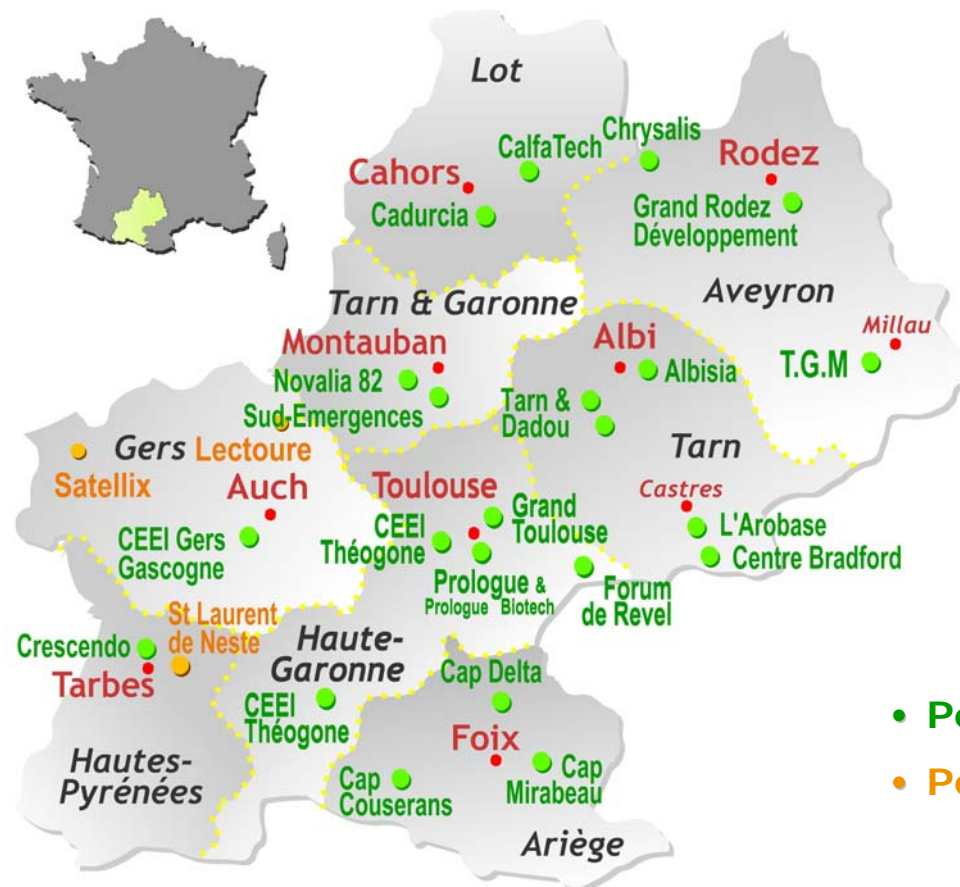 Lot
Chrysalis
CalfaTech
Rodez
Cahors
Cadurcia
Grand Rodez
Développement
Aveyron
Tarn & Garonne
Millau
Montauban
Albi
T.G.M
Novalia 82
Albisia
Sud-Emergences
Tarn &
Dadou
Gers
Lectoure
Tarn
Satellix
Auch
Toulouse
Castres
CEEI Gers
Gascogne
CEEI
Théogone
Grand
Toulouse
L'Arobase
Centre Bradford
Prologue &
Prologue Biotech
Forum
de Revel
St Laurent
de Neste
Crescendo
Tarbes
Haute-
Garonne
Cap Delta
CEEI
Théogone
Foix
Hautes-
Pyrénées
Cap
Couserans
Cap
Mirabeau
Ariège